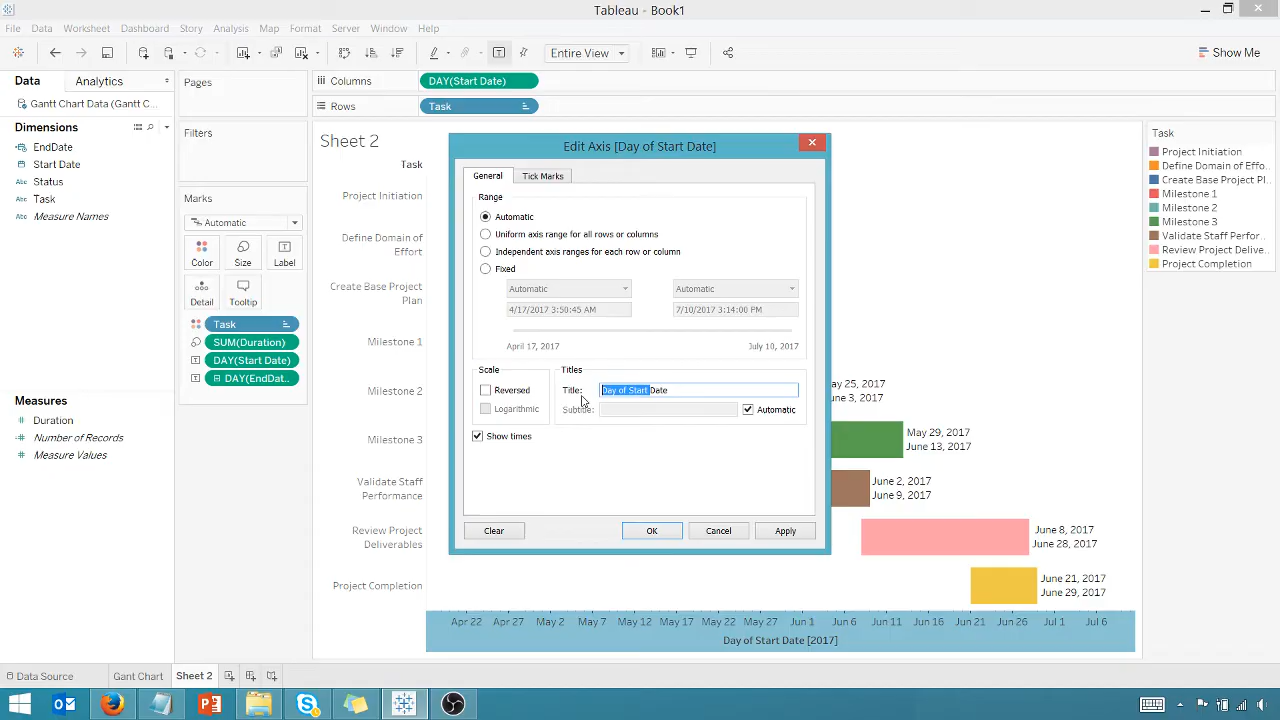 Tableau - Book1
File Data Worksheet Dashboard Story Analysis Map Format Server Window Help
Entire View
Show Me
Data Analytics
Gantt Chart Data (Gantt C...
Dimensions
EndDate
Start Date
Abc Status
Abc Task
Abc Measure Names
Measures
Duration
Number of Records
Measure Values
Pages
Filters
Marks
Automatic
Color Size Label
Detail Tooltip
Task
SUM(Duration)
DAY(Start Date)
DAY(EndDat..
Columns DAY(Start Date)
Rows Task
Sheet 2
Task
Project Initiation
Define Domain of
Effort
Create Base Project
Plan
Milestone 1
Milestone 2
Milestone 3
Validate Staff
Performance
Review Project
Deliverables
Project Completion
Edit Axis [Day of Start Date]
General Tick Marks
Range
Automatic
Uniform axis range for all rows or columns
Independent axis ranges for each row or column
Fixed
Automatic Automatic
4/17/2017 3:50:45 AM 7/10/2017 3:14:00 PM
April 17, 2017 July 10, 2017
Scale
Reversed
Logarithmic
Titles
Title: Day of Start Date
Subtitle: Automatic
Show times
Clear OK Cancel Apply
ay 25, 2017
une 3, 2017
May 29, 2017
June 13, 2017
June 2, 2017
June 9, 2017
June 8, 2017
June 28, 2017
June 21, 2017
June 29, 2017
Apr 22 Apr 27 May 2 May 7 May 12 May 17 May 22 May 27 Jun 1 Jun 6 Jun 11 Jun 16 Jun 21 Jun 26 Jul 1 Jul 6
Day of Start Date [2017]
Task
Project Initiation
Define Domain of Effo..
Create Base Project Pl..
Milestone 1
Milestone 2
Milestone 3
Validate Staff Perfor...
Review Project Delive..
Project Completion
Data Source Gantt Chart Sheet 2